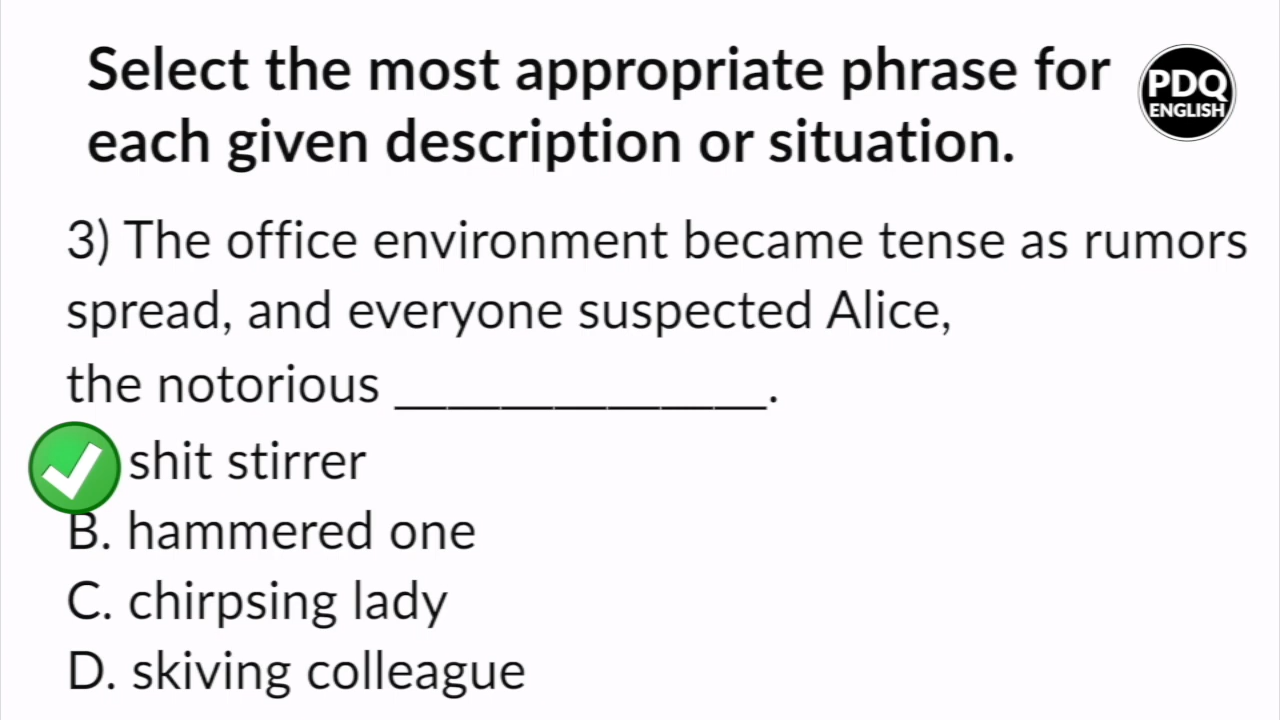 Select the most appropriate phrase for
each given description or situation.
PDQ
ENGLISH
3) The office environment became tense as rumors
spread, and everyone suspected Alice,
the notorious ______________.
shit stirrer
B. hammered one
C. chirpsing lady
D. skiving colleague